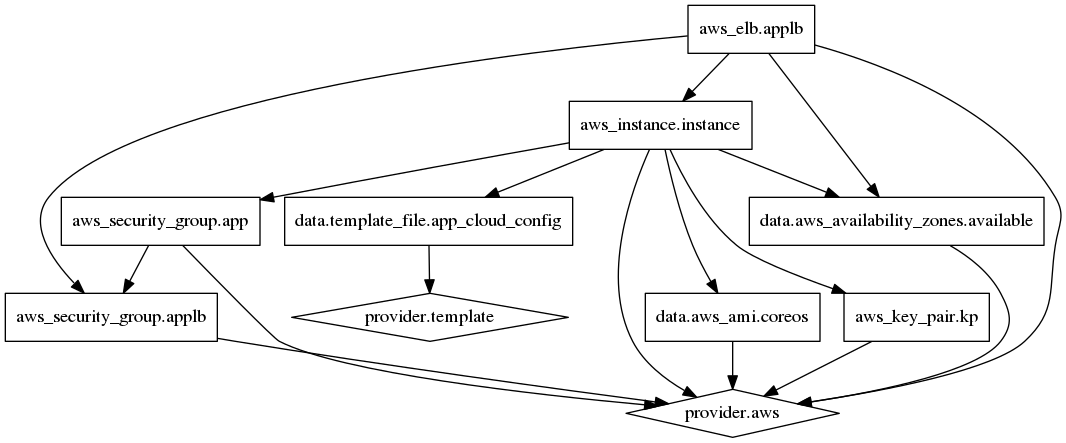 aws_elb.applb
aws_instance.instance
aws_security_group.app
data.template_file.app_cloud_config
data.aws_availability_zones.available
aws_security_group.applb
provider.template
data.aws_ami.coreos
aws_key_pair.kp
provider.aws